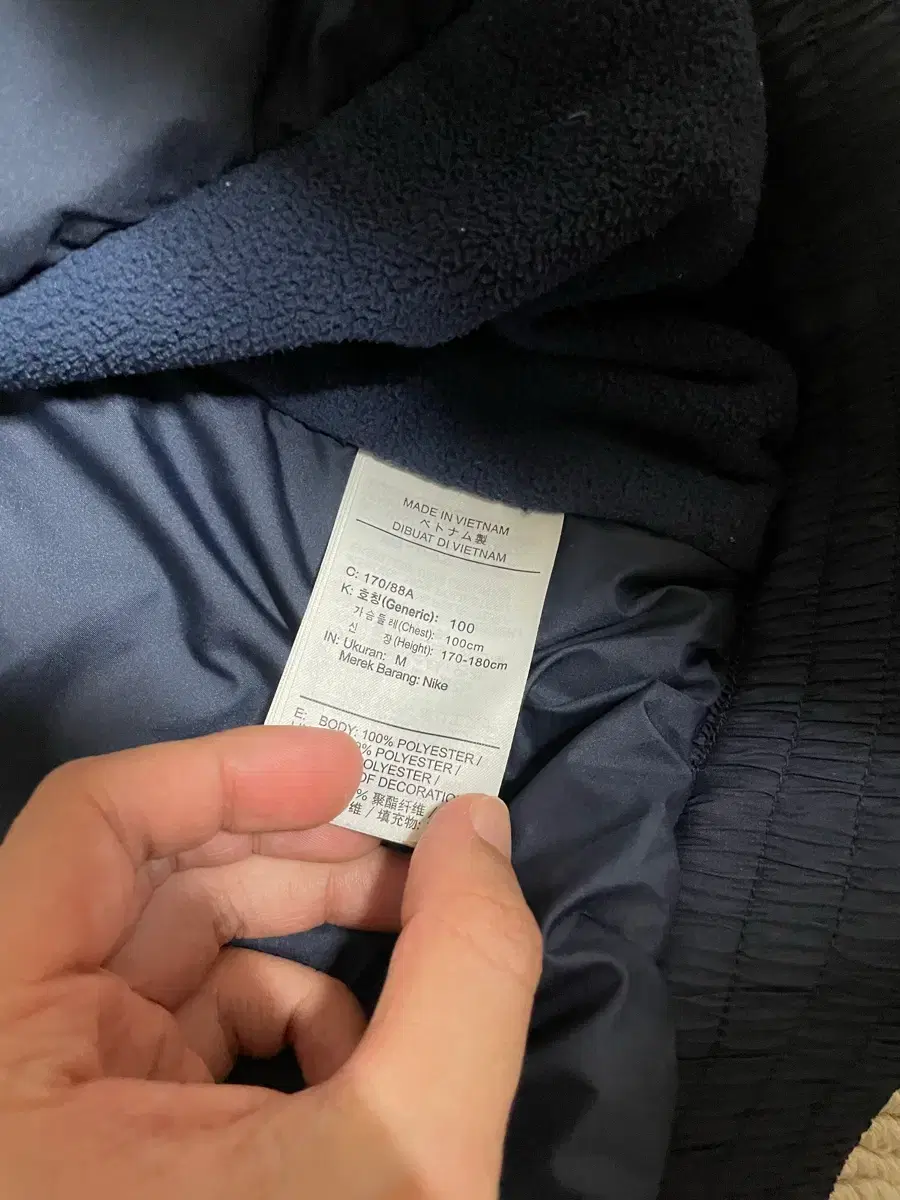 MADE IN VIETNAM
ベトナム製
DIBUAT DI VIETNAM
C: 170/88A
K: 호칭(Generic): 100
가슴둘레(Chest): 100cm
신 장(Height): 170-180cm
IN: Ukuran: M
Merek Barang: Nike
E: BODY: 100% POLYESTER /
% POLYESTER /
POLYESTER /
OF
% 聚酯纤维 /
维 / 填充物: